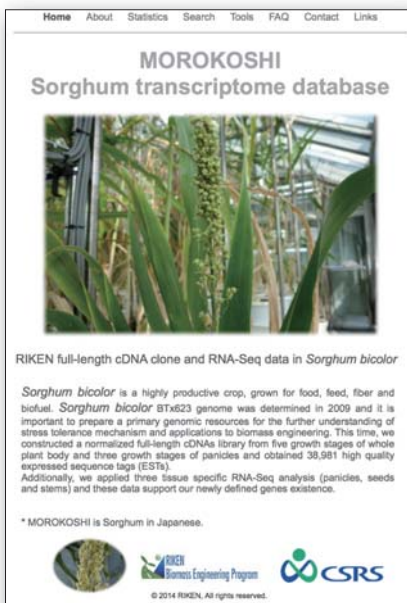 Home About Statistics Search Tools FAQ Contact Links
MOROKOSHI
Sorghum transcriptome database
RIKEN full-length cDNA clone and RNA-Seq data in Sorghum bicolor
Sorghum bicolor is a highly productive crop, grown for food, feed, fiber and
biofuel. Sorghum bicolor BTx623 genome was determined in 2009 and it is
important to prepare a primary genomic resources for the further understanding of
stress tolerance mechanism and applications to biomass engineering. This time, we
constructed a normalized full-length cDNAs library from five growth stages of whole
plant body and three growth stages of panicles and obtained 38,981 high quality
expressed sequence tags (ESTs).
Additionally, we applied three tissue specific RNA-Seq analysis (panicles, seeds
and stems) and these data support our newly defined genes existence.
* MOROKOSHI is Sorghum in Japanese.
RIKEN
Biomass Engineering Program
CSRS
© 2014 RIKEN, All rights reserved.